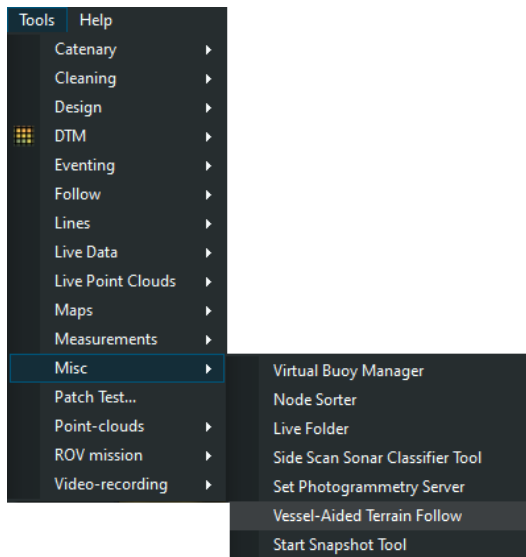 Tools Help
Catenary
Cleaning
Design
DTM
Eventing
Follow
Lines
Live Data
Live Point Clouds
Maps
Measurements
Misc
Patch Test...
Point-clouds
ROV mission
Video-recording
Virtual Buoy Manager
Node Sorter
Live Folder
Side Scan Sonar Classifier Tool
Set Photogrammetry Server
Vessel-Aided Terrain Follow
Start Snapshot Tool